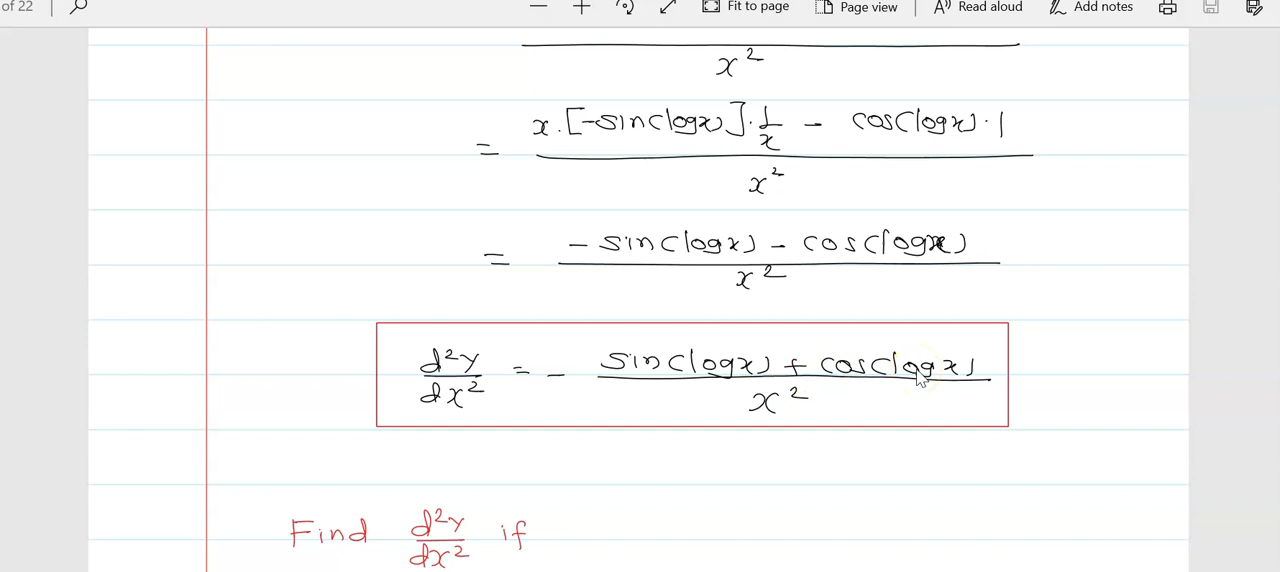 of 22 Fit to page Page view Read aloud Add notes
x²
= x · [-sin(logx)] · 1/x - cos(logx) · 1
x²
= -sin(logx) - cos(logx)
x²
d²y/dx² = - sin(logx) + cos(logx)
x²
Find d²y/dx² if